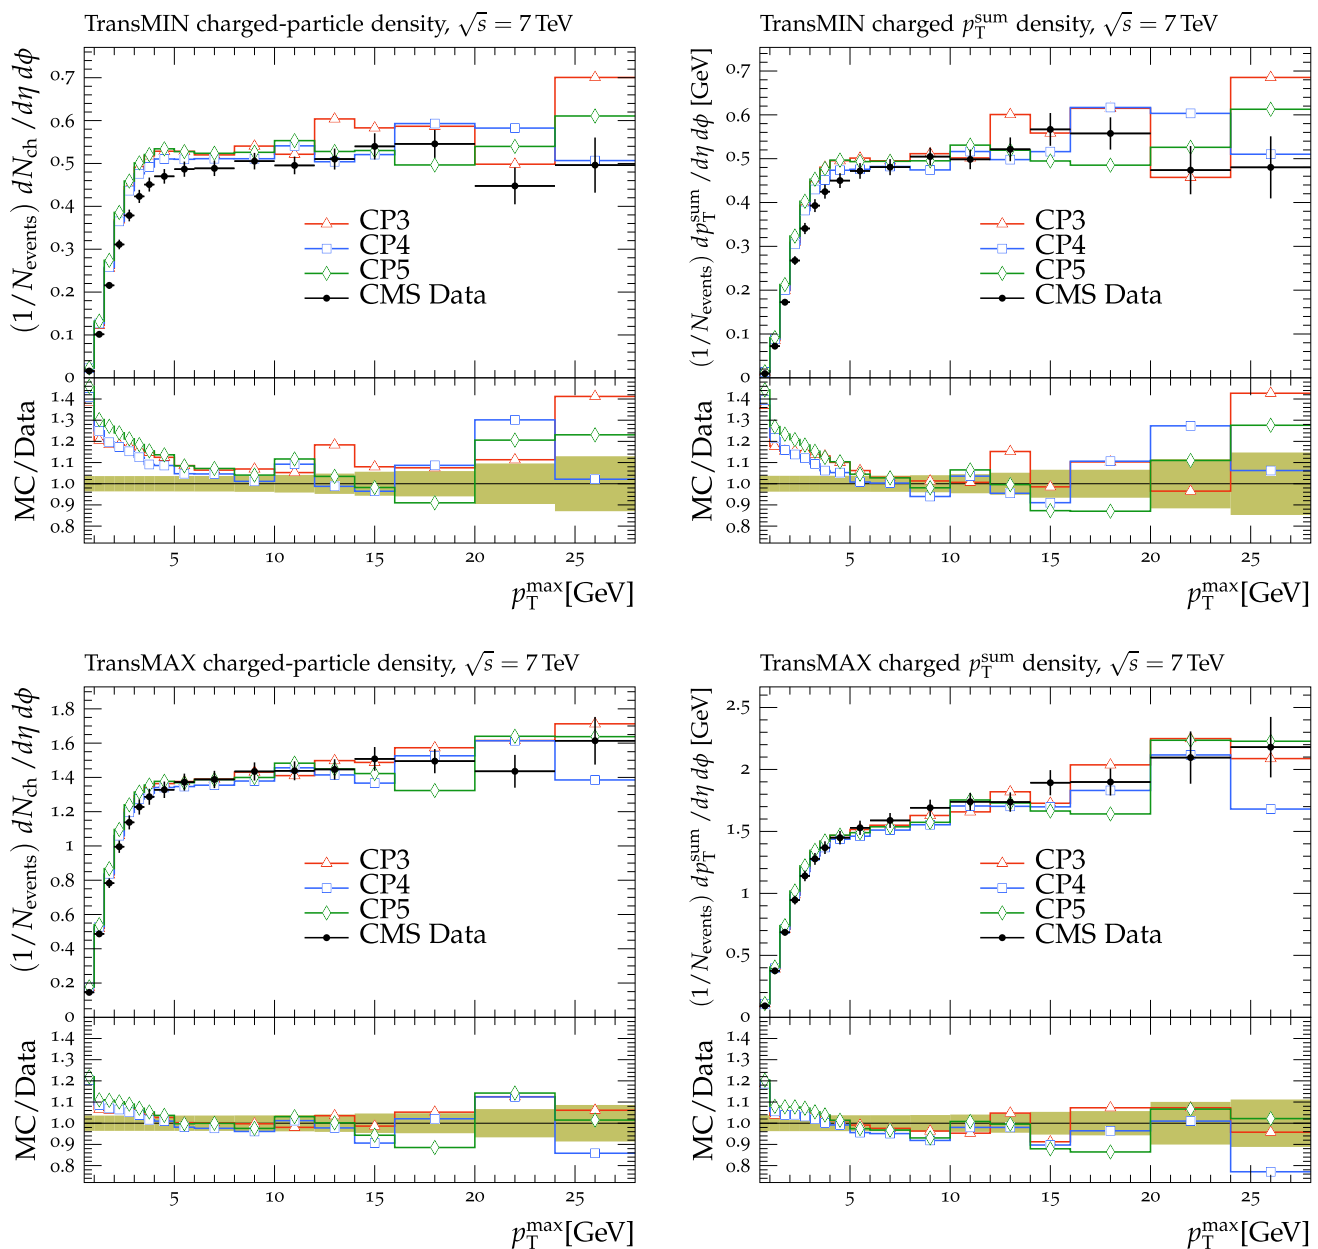 TransMIN charged-particle density, √s = 7 TeV
(1/N_events) dN_ch/dη dϕ
0.7
0.6
0.5
0.4
0.3
0.2
0.1
0
CP3
CP4
CP5
CMS Data
MC/Data
1.4
1.3
1.2
1.1
1.0
0.9
0.8
5 10 15 20 25
p_T^max[GeV]
TransMIN charged p_T^sum density, √s = 7 TeV
(1/N_events) dp_T^sum/dη dϕ [GeV]
0.7
0.6
0.5
0.4
0.3
0.2
0.1
0
CP3
CP4
CP5
CMS Data
MC/Data
1.4
1.3
1.2
1.1
1.0
0.9
0.8
5 10 15 20 25
p_T^max[GeV]
TransMAX charged-particle density, √s = 7 TeV
(1/N_events) dN_ch/dη dϕ
1.8
1.6
1.4
1.2
1
0.8
0.6
0.4
0.2
0
CP3
CP4
CP5
CMS Data
MC/Data
1.4
1.3
1.2
1.1
1.0
0.9
0.8
5 10 15 20 25
p_T^max[GeV]
TransMAX charged p_T^sum density, √s = 7 TeV
(1/N_events) dp_T^sum/dη dϕ [GeV]
2.5
2
1.5
1
0.5
0
CP3
CP4
CP5
CMS Data
MC/Data
1.4
1.3
1.2
1.1
1.0
0.9
0.8
5 10 15 20 25
p_T^max[GeV]